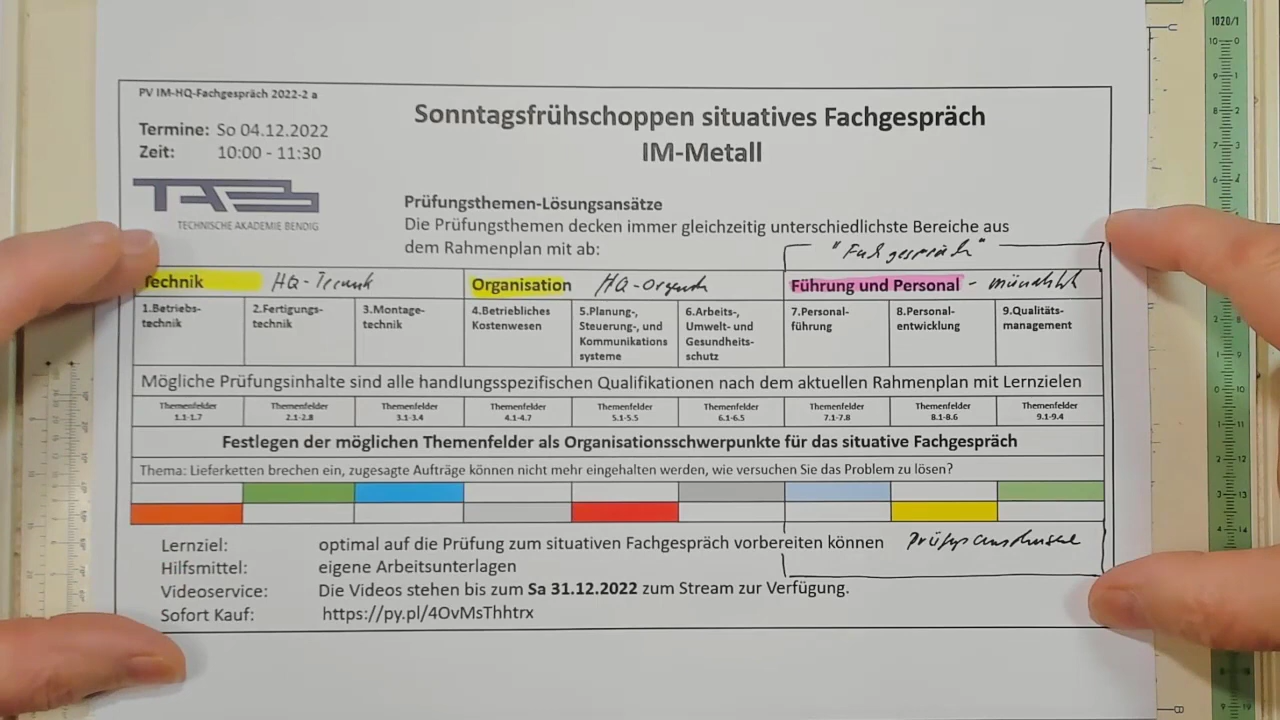 PV IM-HQ-Fachgespräch 2022-2 a
Sonntagsfrühschoppen situatives Fachgespräch
IM-Metall
Termine: So 04.12.2022
Zeit: 10:00 - 11:30
TAB
TECHNISCHE AKADEMIE BENDIG
Prüfungsthemen-Lösungsansätze
Die Prüfungsthemen decken immer gleichzeitig unterschiedlichste Bereiche aus
dem Rahmenplan mit ab:
"Fachgespräch"
Technik HQ-Technik Organisation HQ-Organ Führung und Personal - mündlich
1.Betriebs-
technik
2.Fertigungs-
technik
3.Montage-
technik
4.Betriebliches
Kostenwesen
5.Planung-,
Steuerung-, und
Kommunikations
systeme
6.Arbeits-,
Umwelt- und
Gesundheits-
schutz
7.Personal-
führung
8.Personal-
entwicklung
9.Qualitäts-
management
Mögliche Prüfungsinhalte sind alle handlungsspezifischen Qualifikationen nach dem aktuellen Rahmenplan mit Lernzielen
Themenfelder Themenfelder Themenfelder Themenfelder Themenfelder Themenfelder Themenfelder Themenfelder Themenfelder
1.1-1.7 2.1-2.8 3.1-3.4 4.1-4.7 5.1-5.5 6.1-6.5 7.1-7.8 8.1-8.6 9.1-9.4
Festlegen der möglichen Themenfelder als Organisationsschwerpunkte für das situative Fachgespräch
Thema: Lieferketten brechen ein, zugesagte Aufträge können nicht mehr eingehalten werden, wie versuchen Sie das Problem zu lösen?
Lernziel: optimal auf die Prüfung zum situativen Fachgespräch vorbereiten können
Hilfsmittel: eigene Arbeitsunterlagen
Videoservice: Die Videos stehen bis zum Sa 31.12.2022 zum Stream zur Verfügung.
Sofort Kauf: https://py.pl/4OvMsThhtrx
1020/1